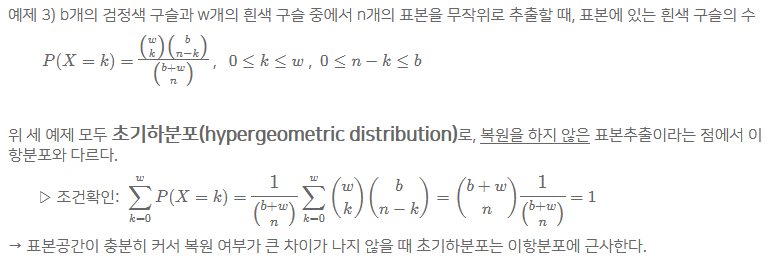 예제 3) b개의 검정색 구슬과 w개의 흰색 구슬 중에서 n개의 표본을 무작위로 추출할 때, 표본에 있는 흰색 구슬의 수
$P(X=k)=\frac{\binom{w}{k}\binom{b}{n-k}}{\binom{b+w}{n}},\ \ 0\leq k\leq w\ ,\ 0\leq n-k\leq b$
위 세 예제 모두 초기하분포(hypergeometric distribution)로, 복원을 하지 않은 표본추출이라는 점에서 이
항분포와 다르다.
▷ 조건확인: $\sum_{k=0}^{w}P(X=k)=\frac{1}{\binom{b+w}{n}}\sum_{k=0}^{w}\binom{w}{k}\binom{b}{n-k}=\binom{b+w}{n}\frac{1}{\binom{b+w}{n}}=1$
→ 표본공간이 충분히 커서 복원 여부가 큰 차이가 나지 않을 때 초기하분포는 이항분포에 근사한다.